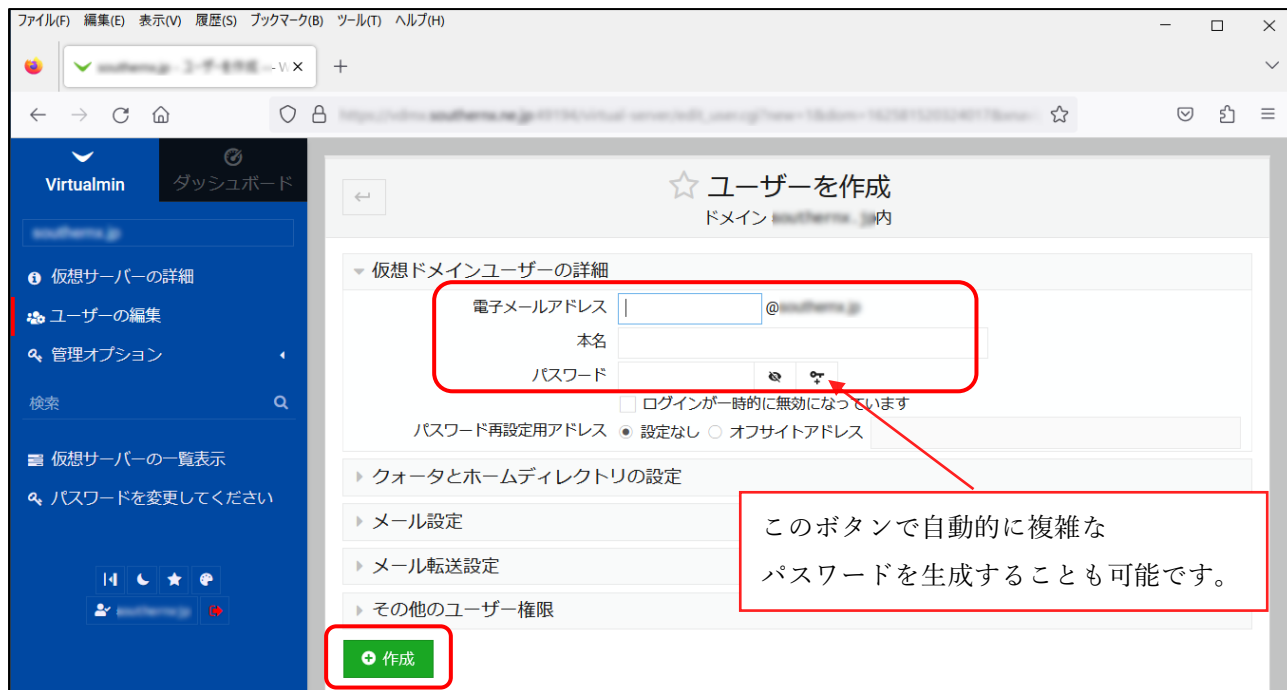 ファイル(F) 編集(E) 表示(V) 履歴(S) ブックマーク(B) ツール(T) ヘルプ(H)
Virtualmin
ダッシュボード
仮想サーバーの詳細
ユーザーの編集
管理オプション
検索
仮想サーバーの一覧表示
パスワードを変更してください
ユーザーを作成
ドメイン 内
仮想ドメインユーザーの詳細
電子メールアドレス @
本名
パスワード
ログインが一時的に無効になっています
パスワード再設定用アドレス 設定なし オフサイトアドレス
クォータとホームディレクトリの設定
メール設定
メール転送設定
その他のユーザー権限
作成
このボタンで自動的に複雑な
パスワードを生成することも可能です。